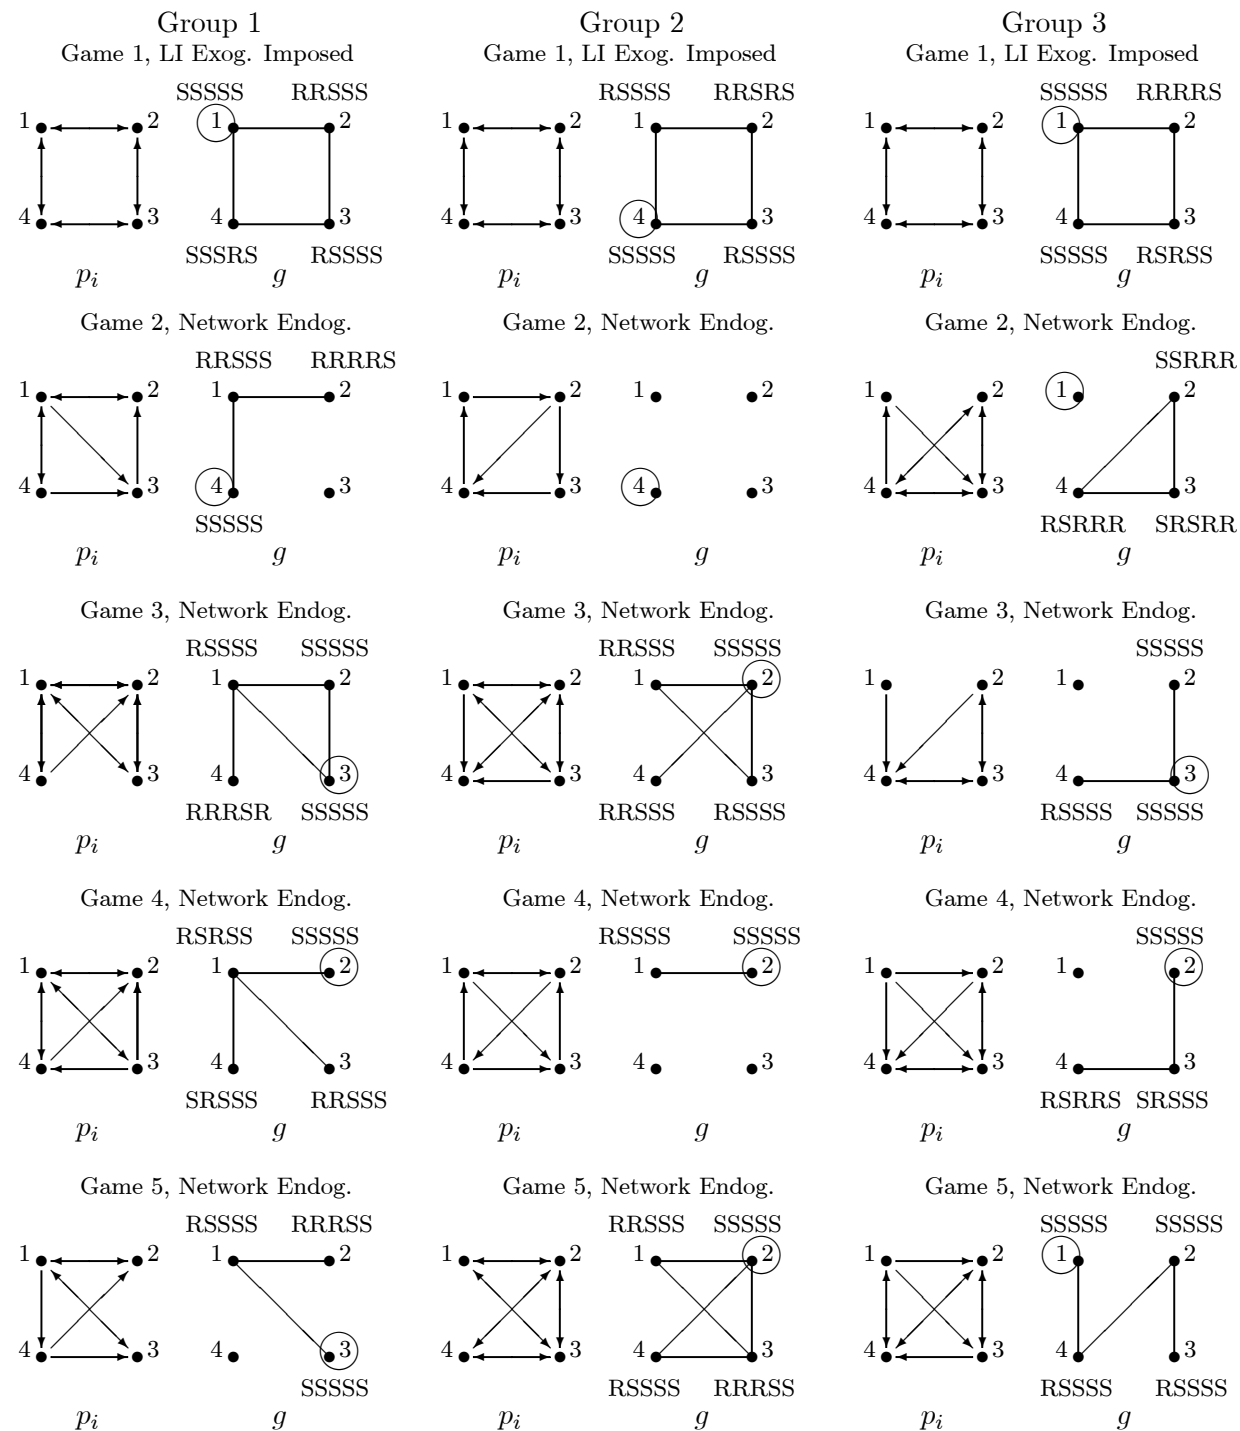 Group 1 Group 2 Group 3
Game 1, LI Exog. Imposed Game 1, LI Exog. Imposed Game 1, LI Exog. Imposed
SSSSS RRSSS RSSSS RRSRS SSSSS RRRRS
1 2 1 2 1 2 1 2 1 2 1 2
4 3 4 3 4 3 4 3 4 3 4 3
SSSRS RSSSS SSSSS RSSSS SSSSS RSRSS
p_i g p_i g p_i g
Game 2, Network Endog. Game 2, Network Endog. Game 2, Network Endog.
RRSSS RRRRS SSRRR
1 2 1 2 1 2 1 2 1 2 1 2
4 3 4 3 4 3 4 3 4 3 4 3
SSSSS RSRRR SRSRR
p_i g p_i g p_i g
Game 3, Network Endog. Game 3, Network Endog. Game 3, Network Endog.
RSSSS SSSSS RRSSS SSSSS SSSSS
1 2 1 2 1 2 1 2 1 2 1 2
4 3 4 3 4 3 4 3 4 3 4 3
RRRSR SSSSS RRSSS RSSSS RSSSS SSSSS
p_i g p_i g p_i g
Game 4, Network Endog. Game 4, Network Endog. Game 4, Network Endog.
RSRSS SSSSS RSSSS SSSSS SSSSS
1 2 1 2 1 2 1 2 1 2 1 2
4 3 4 3 4 3 4 3 4 3 4 3
SRSSS RRSSS RSRRS SRSSS
p_i g p_i g p_i g
Game 5, Network Endog. Game 5, Network Endog. Game 5, Network Endog.
RSSSS RRRSS RRSSS SSSSS SSSSS SSSSS
1 2 1 2 1 2 1 2 1 2 1 2
4 3 4 3 4 3 4 3 4 3 4 3
SSSSS RSSSS RRRSS RSSSS RSSSS
p_i g p_i g p_i g